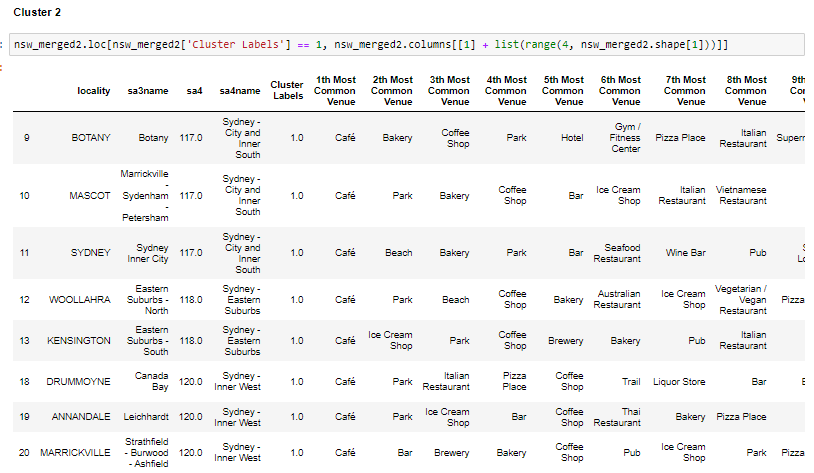 Cluster 2
nsw_merged2.loc[nsw_merged2['Cluster Labels'] == 1, nsw_merged2.columns[[1] + list(range(4, nsw_merged2.shape[1]))]]
locality sa3name sa4 sa4name Cluster Labels 1th Most Common Venue 2th Most Common Venue 3th Most Common Venue 4th Most Common Venue 5th Most Common Venue 6th Most Common Venue 7th Most Common Venue 8th Most Common Venue 9th
9 BOTANY Botany 117.0 Sydney - City and Inner South 1.0 Café Bakery Coffee Shop Park Hotel Gym / Fitness Center Pizza Place Italian Restaurant
10 MASCOT Marrickville - Sydenham - Petersham 117.0 Sydney - City and Inner South 1.0 Café Park Bakery Coffee Shop Bar Ice Cream Shop Italian Restaurant Vietnamese Restaurant
11 SYDNEY Sydney Inner City 117.0 Sydney - City and Inner South 1.0 Café Beach Bakery Park Bar Seafood Restaurant Wine Bar Pub
12 WOOLLAHRA Eastern Suburbs - North 118.0 Sydney - Eastern Suburbs 1.0 Café Park Beach Coffee Shop Bakery Australian Restaurant Ice Cream Shop Vegetarian / Vegan Restaurant Pizza
13 KENSINGTON Eastern Suburbs - South 118.0 Sydney - Eastern Suburbs 1.0 Café Ice Cream Shop Park Coffee Shop Brewery Bakery Pub Italian Restaurant
18 DRUMMOYNE Canada Bay 120.0 Sydney - Inner West 1.0 Café Park Italian Restaurant Pizza Place Coffee Shop Trail Liquor Store Bar
19 ANNANDALE Leichhardt 120.0 Sydney - Inner West 1.0 Café Park Ice Cream Shop Bar Coffee Shop Thai Restaurant Bakery Pizza Place
20 MARRICKVILLE Strathfield - Burwood - Ashfield 120.0 Sydney - Inner West 1.0 Café Bar Brewery Bakery Coffee Shop Pub Ice Cream Shop Park Pizza